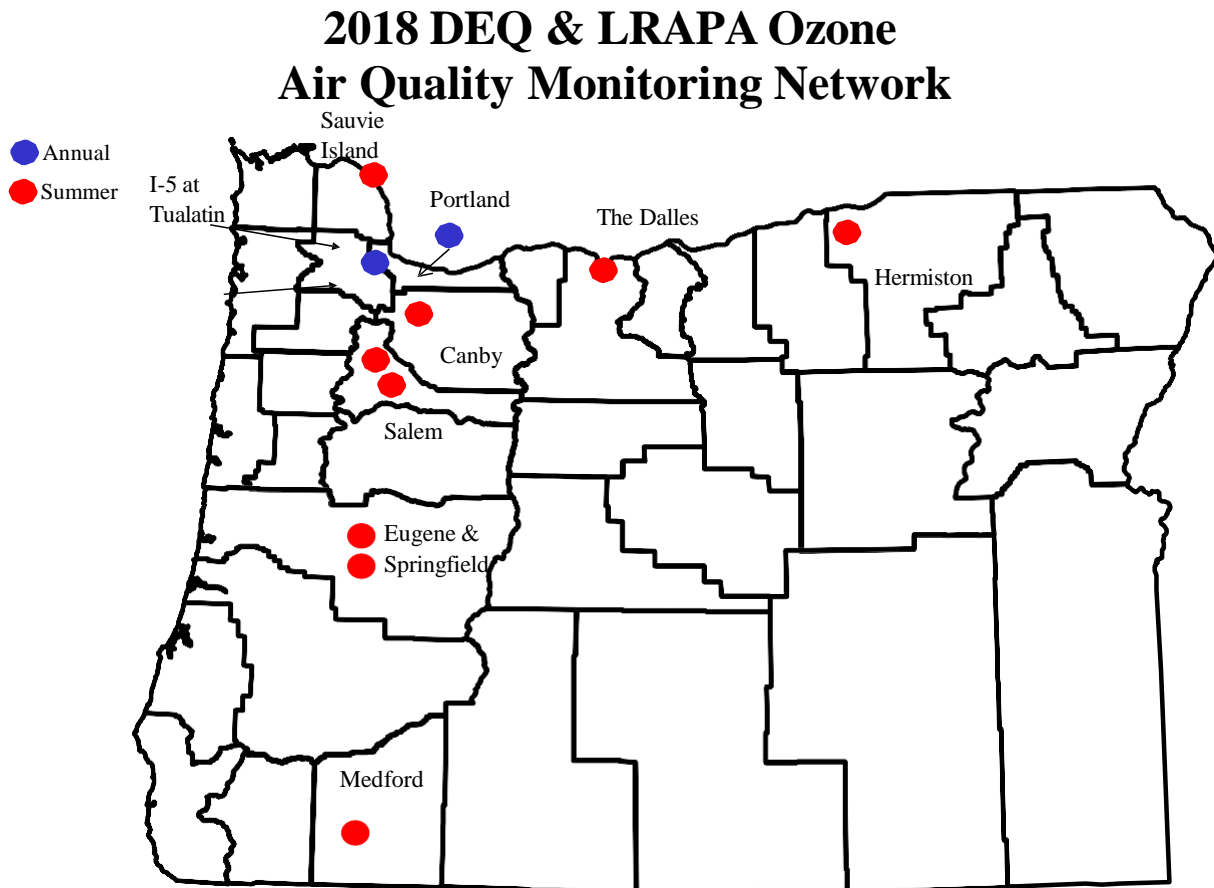 2018 DEQ & LRAPA Ozone
Air Quality Monitoring Network
Annual
Summer
Sauvie
Island
I-5 at
Tualatin
Portland
The Dalles
Hermiston
Canby
Salem
Eugene &
Springfield
Medford